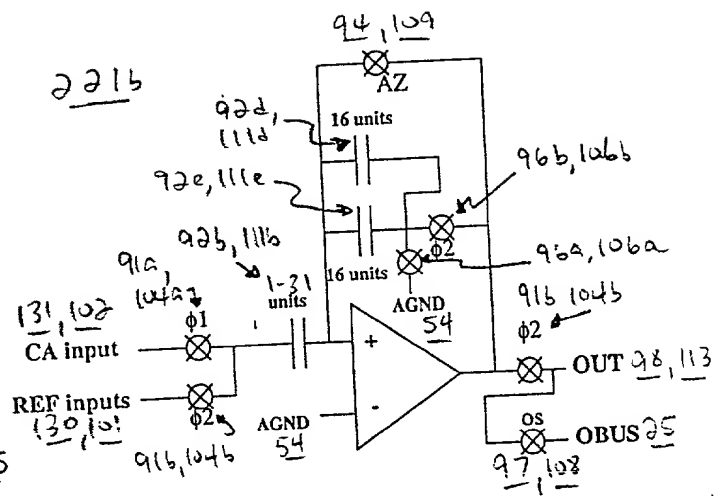 94, 109
221b
AZ
92d,
111d
16 units
92e, 111e
96b, 106b
ϕ2
92b, 111b
16 units
96a, 106a
91a,
104a
1-31
units
AGND
54
91b
104b
131, 102
ϕ1
ϕ2
CA input
+
OUT 98, 113
REF inputs
ϕ2
130, 101
AGND
54
-
os
OBUS 25
91b, 104b
97, 108
5